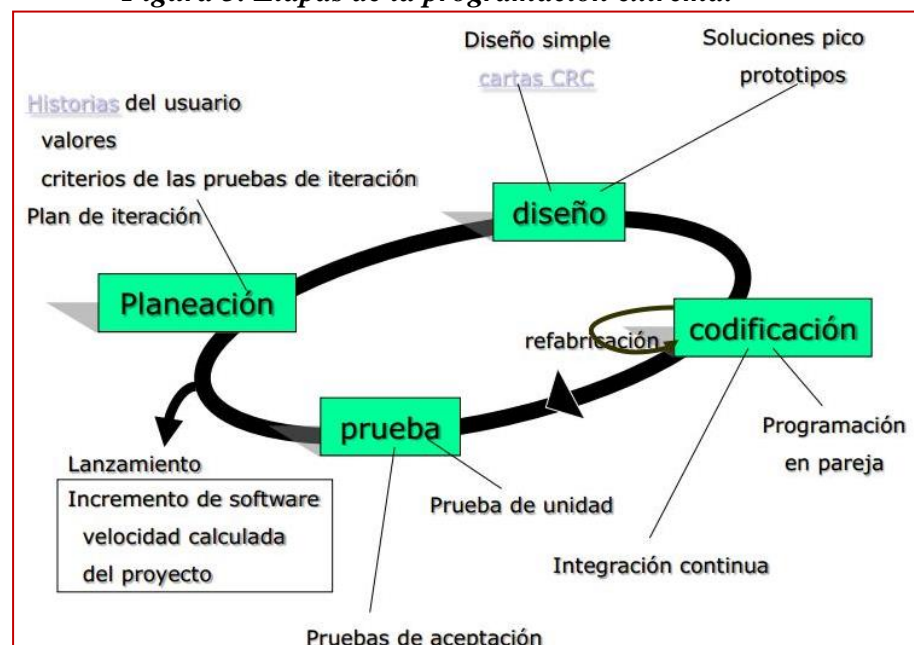 Figura 3. Etapas de la programación extrema.
Diseño simple
cartas CRC
Soluciones pico
prototipos
Historias del usuario
valores
criterios de las pruebas de iteración
Plan de iteración
diseño
Planeación
codificación
refabricación
prueba
Programación
en pareja
Lanzamiento
Incremento de software
velocidad calculada
del proyecto
Prueba de unidad
Integración continua
Pruebas de aceptación